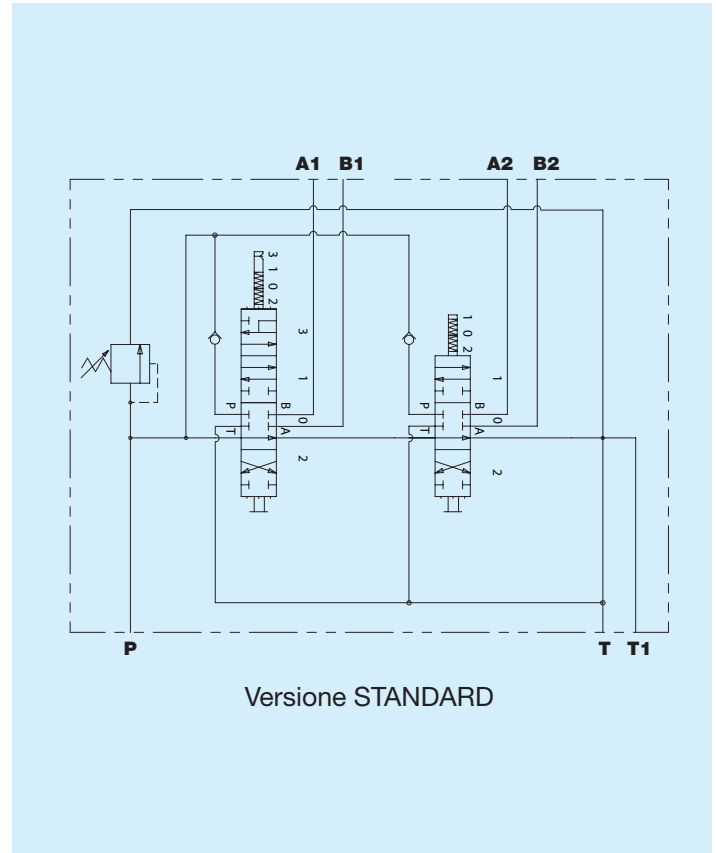 A1 B1 A2 B2
3 1 0 2
3
1
P B
0
T A
2
1 0 2
1
P B
0
T A
2
P T T1
Versione STANDARD